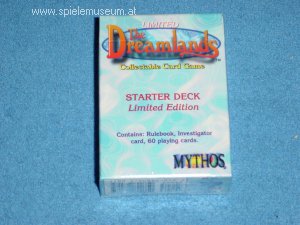 www.spielemuseum.at
LIMITED
The
Dreamlands
Collectable Card Game
STARTER DECK
Limited Edition
Contains: Rulebook, Investigator
card, 60 playing cards.
MYTHOS